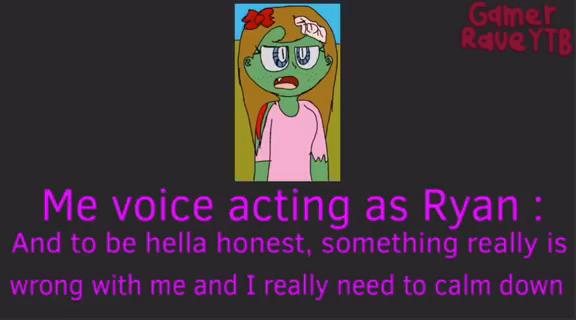 Gamer
RaveYTB
Me voice acting as Ryan :
And to be hella honest, something really is
wrong with me and I really need to calm down